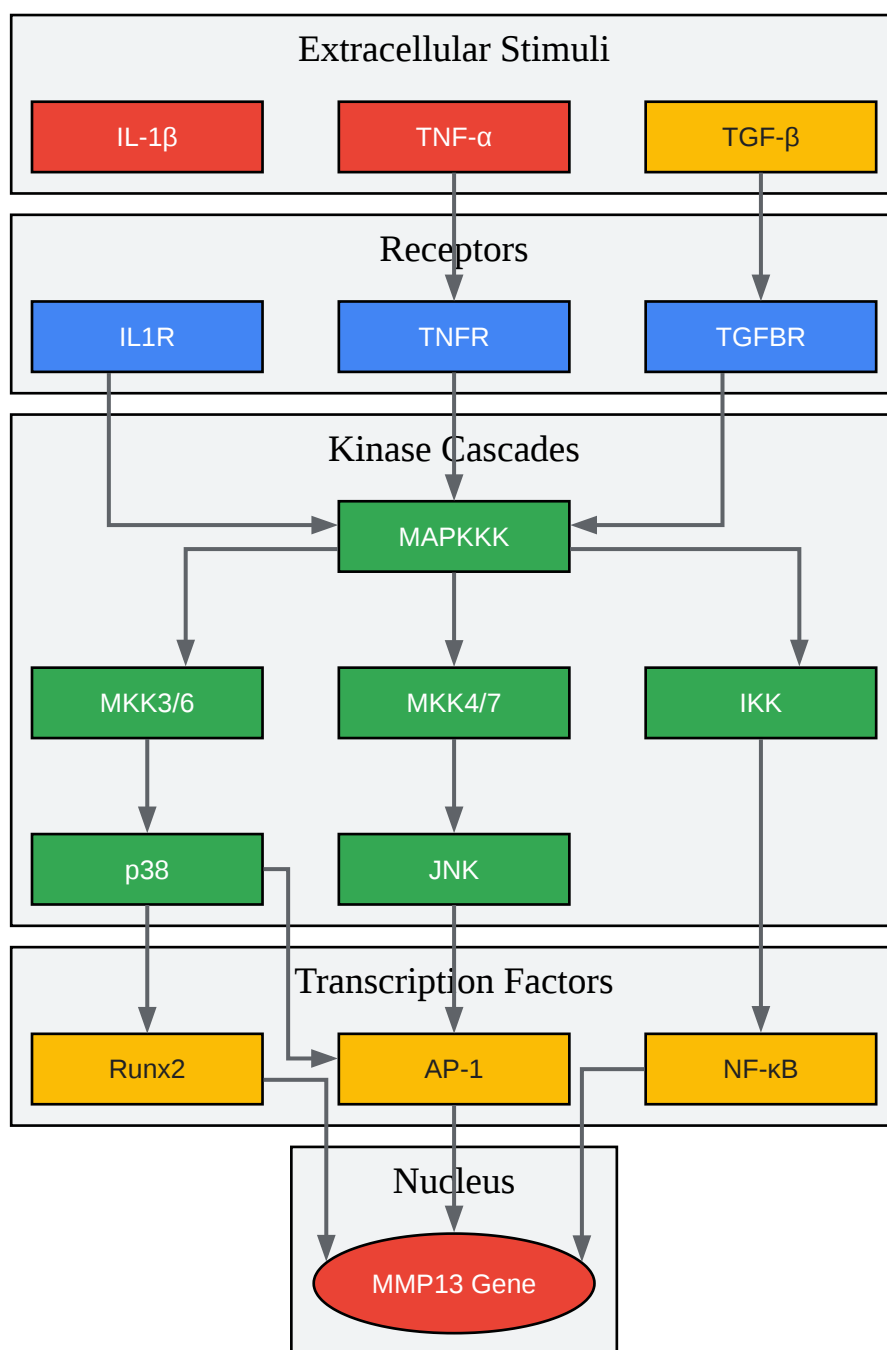 Extracellular Stimuli
IL-1β
TNF-α
TGF-β
Receptors
IL1R
TNFR
TGFBR
Kinase Cascades
MAPKKK
MKK3/6
MKK4/7
IKK
p38
JNK
Transcription Factors
Runx2
AP-1
NF-κB
Nucleus
MMP13 Gene